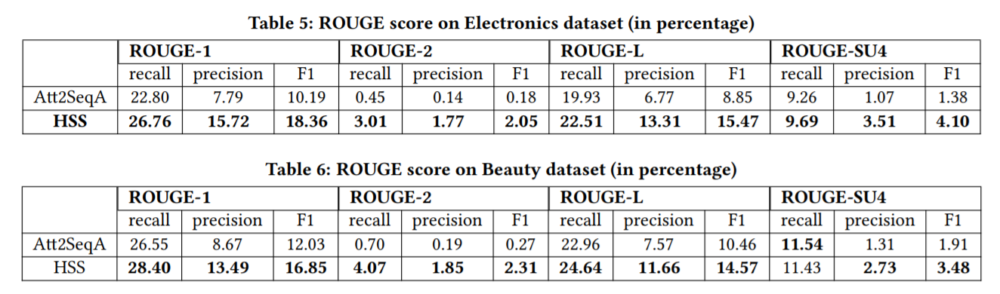 Table 5: ROUGE score on Electronics dataset (in percentage)
ROUGE-1 ROUGE-2 ROUGE-L ROUGE-SU4
recall precision F1 recall precision F1 recall precision F1 recall precision F1
Att2SeqA 22.80 7.79 10.19 0.45 0.14 0.18 19.93 6.77 8.85 9.26 1.07 1.38
HSS 26.76 15.72 18.36 3.01 1.77 2.05 22.51 13.31 15.47 9.69 3.51 4.10
Table 6: ROUGE score on Beauty dataset (in percentage)
ROUGE-1 ROUGE-2 ROUGE-L ROUGE-SU4
recall precision F1 recall precision F1 recall precision F1 recall precision F1
Att2SeqA 26.55 8.67 12.03 0.70 0.19 0.27 22.96 7.57 10.46 11.54 1.31 1.91
HSS 28.40 13.49 16.85 4.07 1.85 2.31 24.64 11.66 14.57 11.43 2.73 3.48